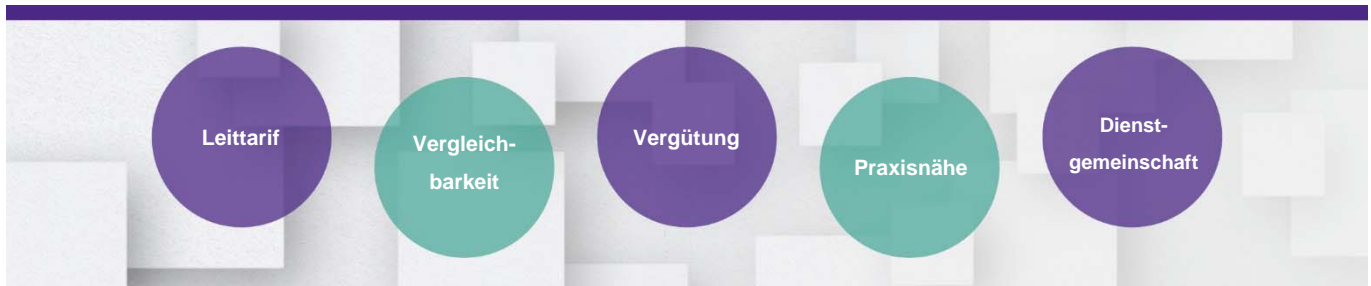 Leittarif
Vergleich-
barkeit
Vergütung
Praxisnähe
Dienst-
gemeinschaft